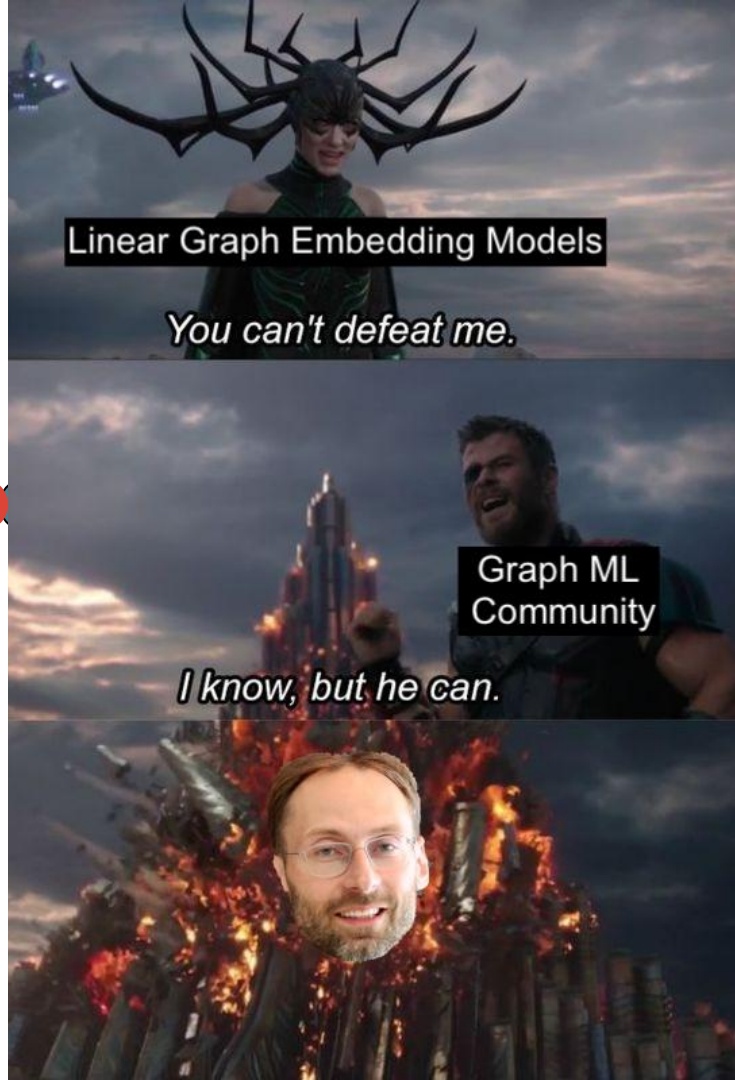 Linear Graph Embedding Models
You can't defeat me.
Graph ML
Community
I know, but he can.